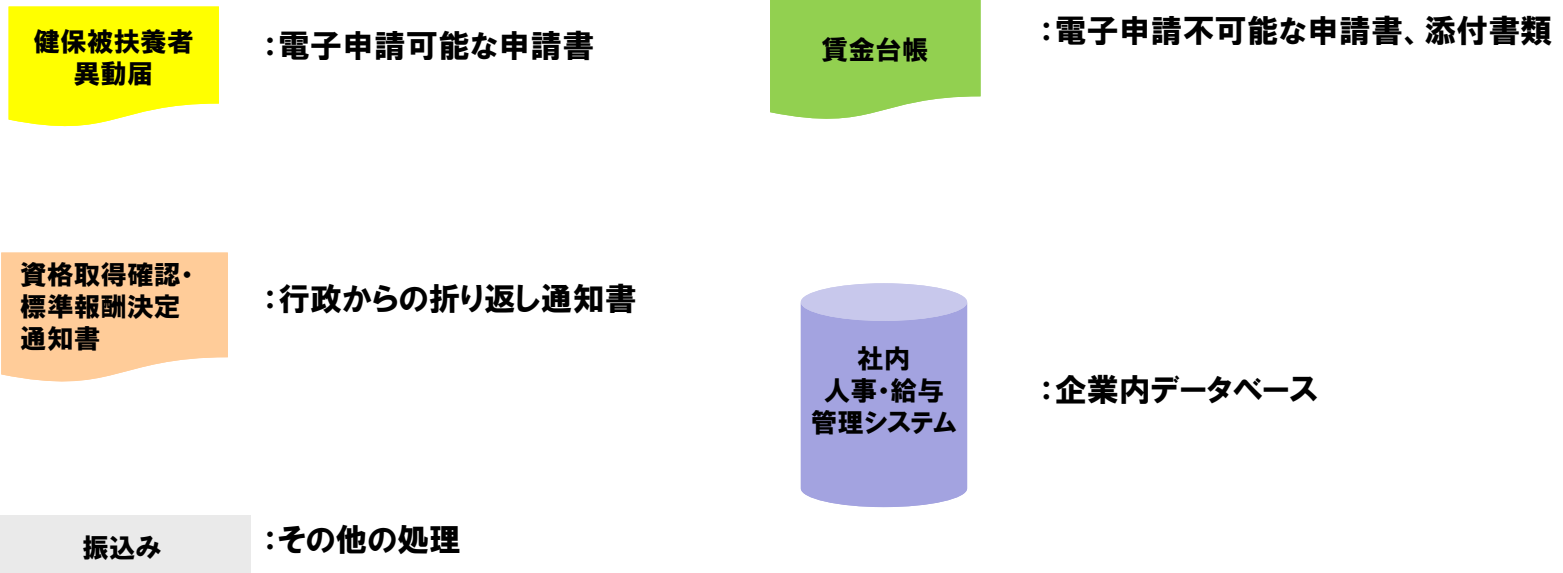 健保被扶養者
異動届
：電子申請可能な申請書
賃金台帳
：電子申請不可能な申請書、添付書類
資格取得確認・
標準報酬決定
通知書
：行政からの折り返し通知書
社内
人事・給与
管理システム
：企業内データベース
振込み
：その他の処理